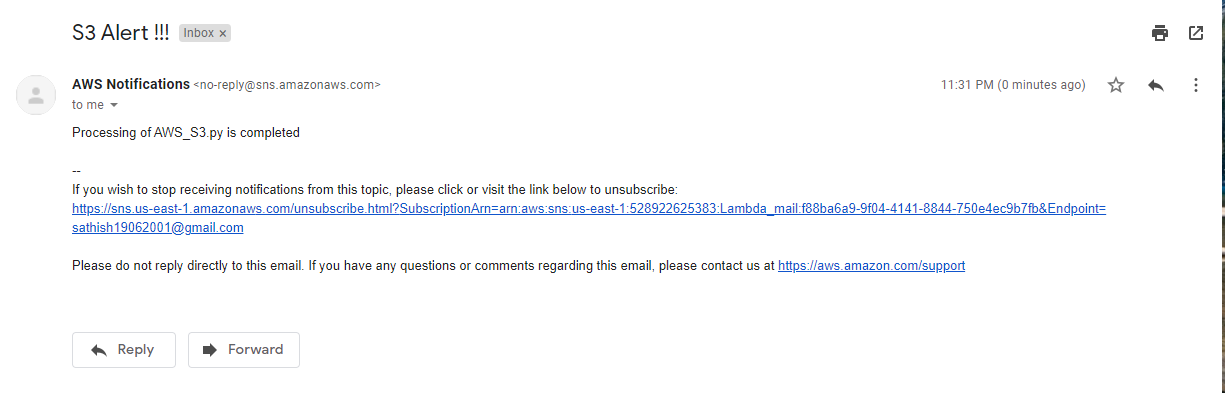 S3 Alert !!! Inbox ×
AWS Notifications <no-reply@sns.amazonaws.com> 11:31 PM (0 minutes ago)
to me
Processing of AWS_S3.py is completed
--
If you wish to stop receiving notifications from this topic, please click or visit the link below to unsubscribe:
https://sns.us-east-1.amazonaws.com/unsubscribe.html?SubscriptionArn=arn:aws:sns:us-east-1:528922625383:Lambda_mail:f88ba6a9-9f04-4141-8844-750e4ec9b7fb&Endpoint=
sathish19062001@gmail.com
Please do not reply directly to this email. If you have any questions or comments regarding this email, please contact us at https://aws.amazon.com/support
Reply Forward